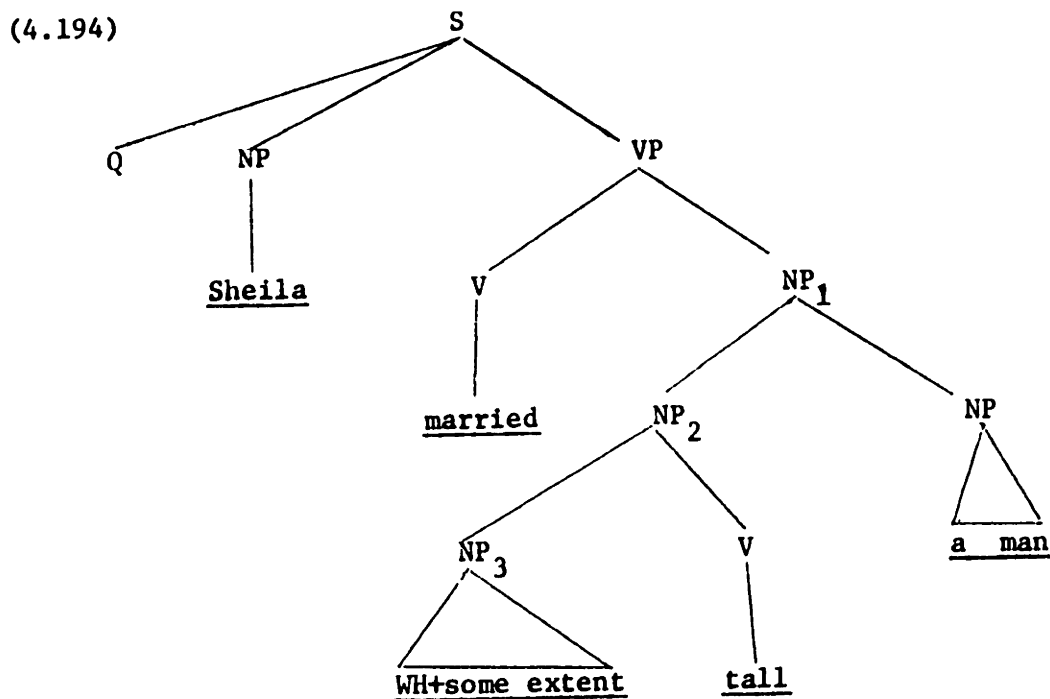 (4.194)
S
Q NP VP
Sheila V NP1
married NP2 NP
NP3 V a man
WH+some extent tall